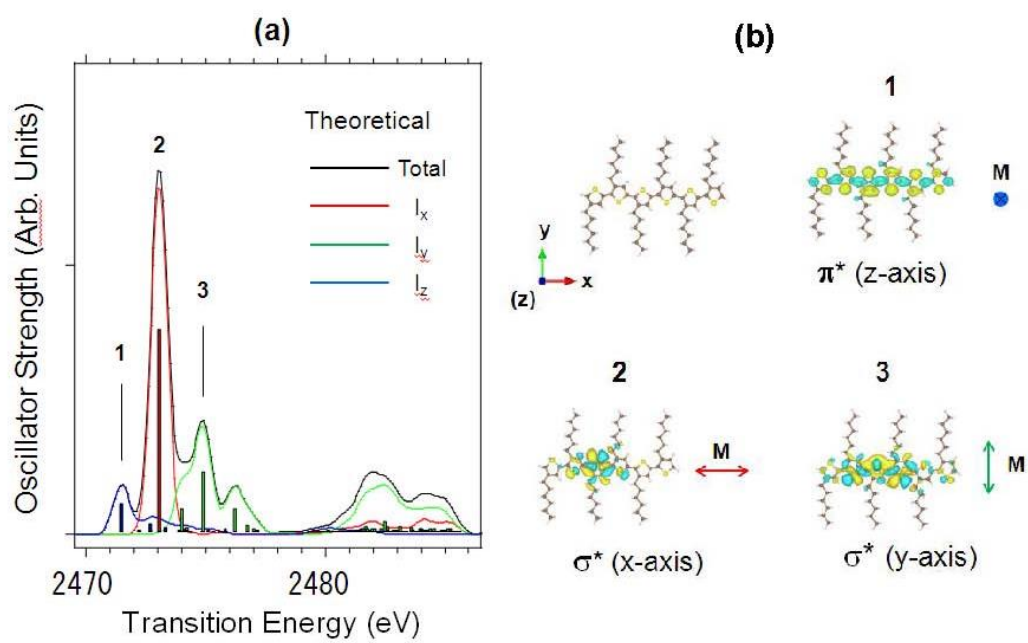 (a)
Oscillator Strength (Arb. Units)
1
2
3
Theoretical
Total
Ix
Iy
Iz
2470
2480
Transition Energy (eV)
(b)
y
(z)
x
1
M
π* (z-axis)
2
M
σ* (x-axis)
3
M
σ* (y-axis)